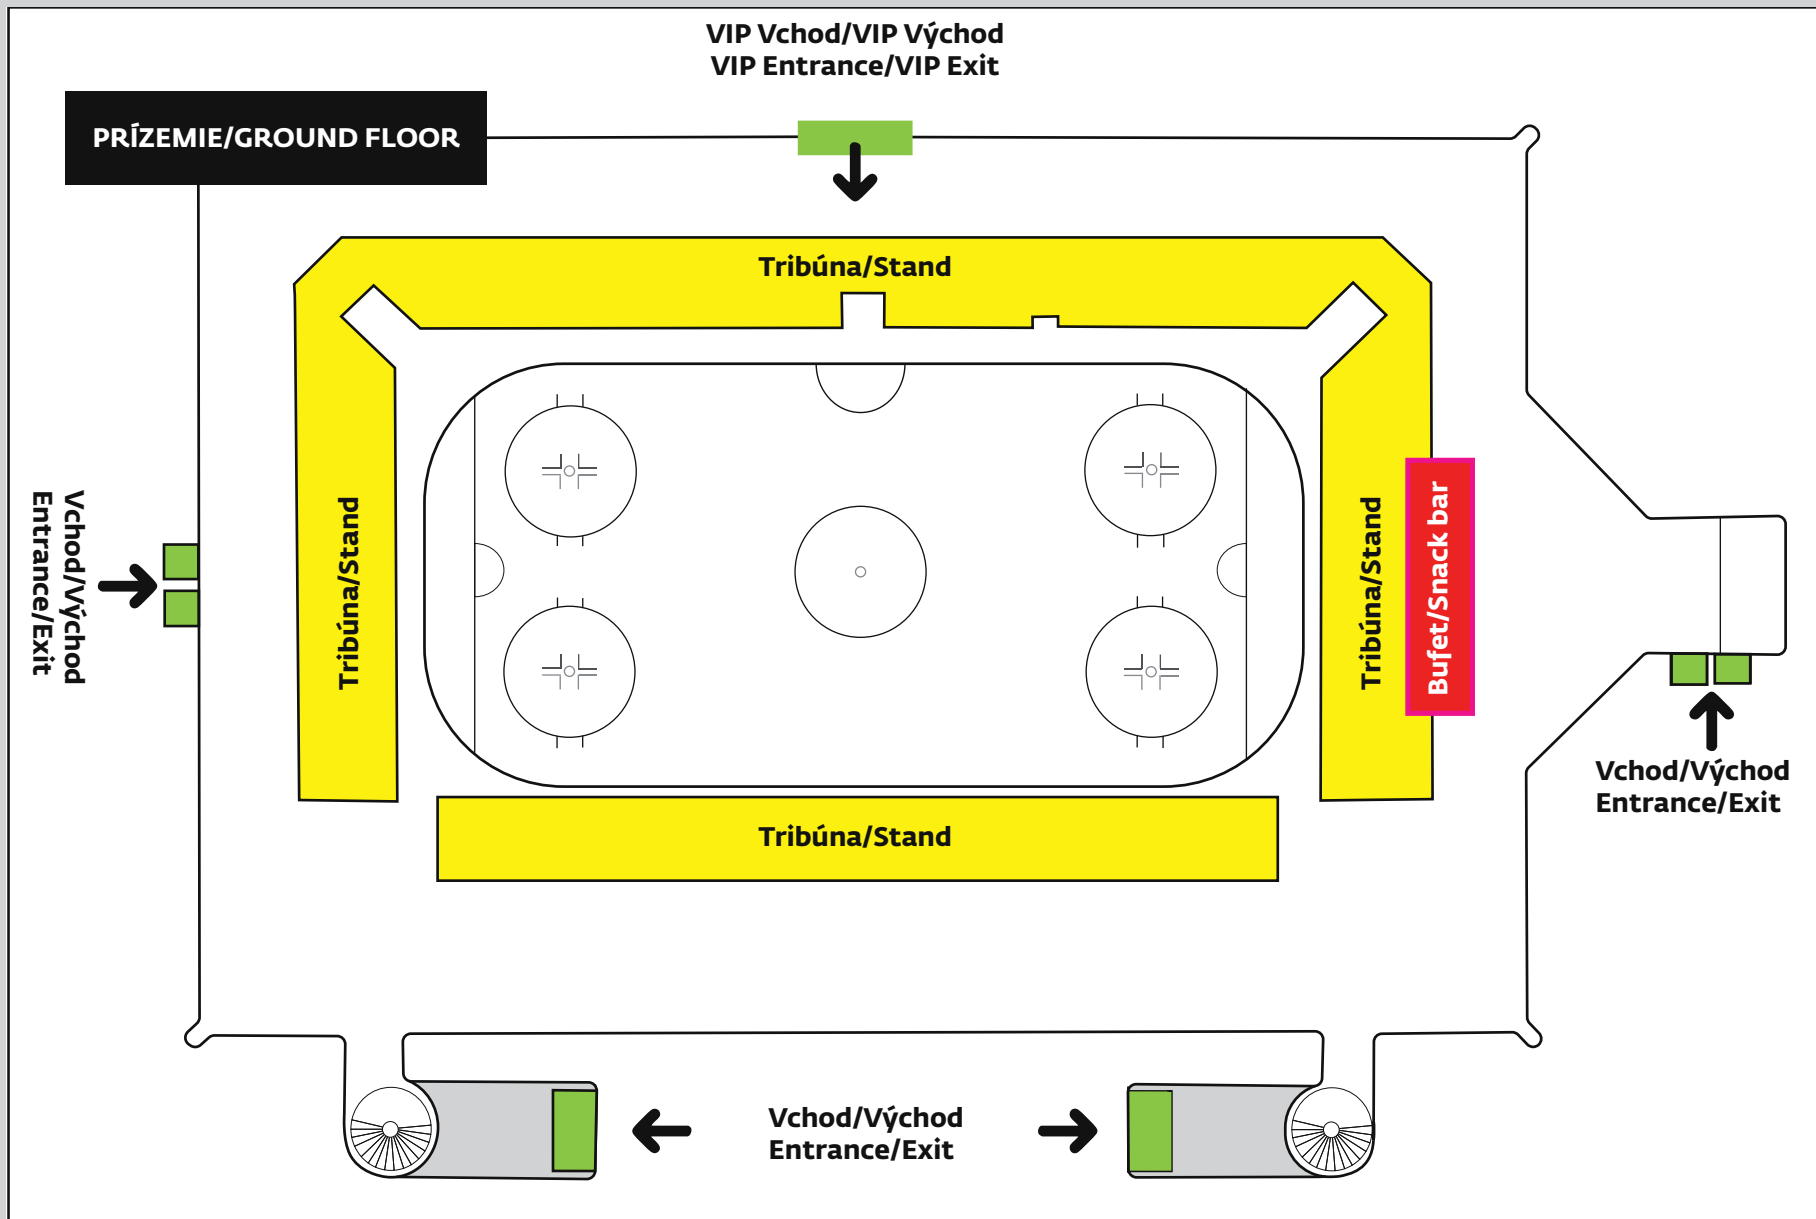 VIP Vchod/VIP Východ
VIP Entrance/VIP Exit
PRÍZEMIE/GROUND FLOOR
Tribúna/Stand
Vchod/Východ
Entrance/Exit
Tribúna/Stand
Tribúna/Stand
Bufet/Snack bar
Vchod/Východ
Entrance/Exit
Tribúna/Stand
Vchod/Východ
Entrance/Exit